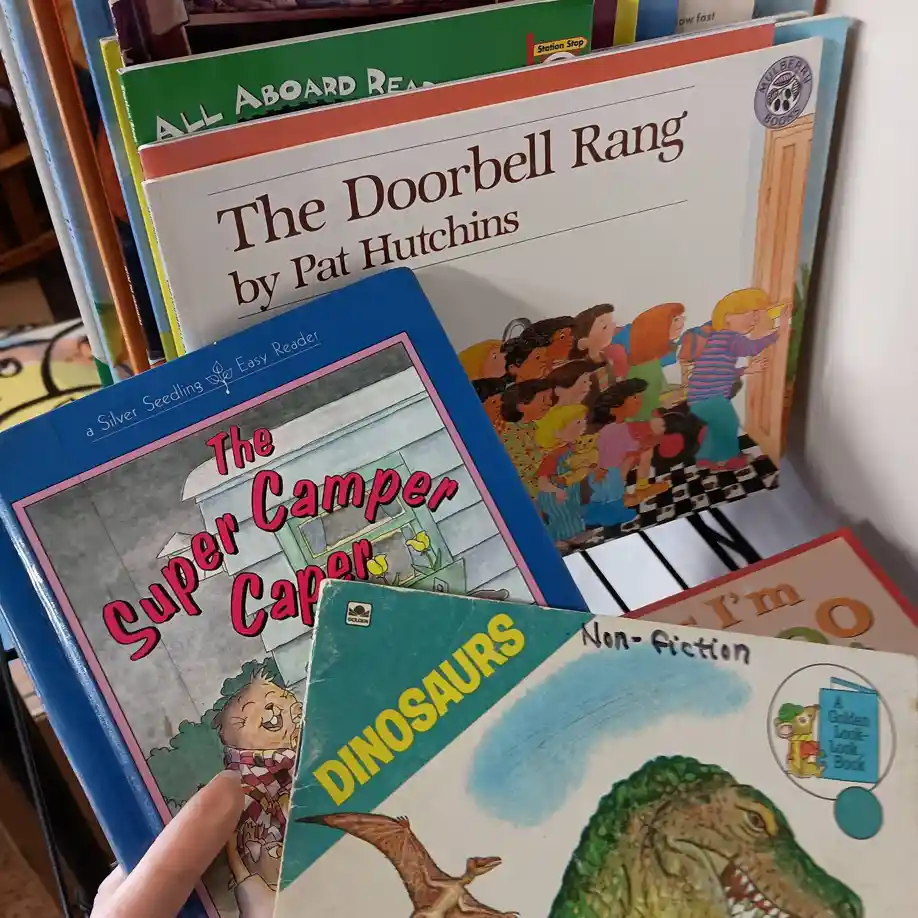 ow fast
Station Stop
ALL ABOARD REA
MULBERRY
BOOKS
The Doorbell Rang
by Pat Hutchins
a Silver Seedling Easy Reader
The
Super Camper
Caper
I'm
oo
GOLDEN
DINOSAURS
Non-fiction
A
Golden
Look-
Look
Book